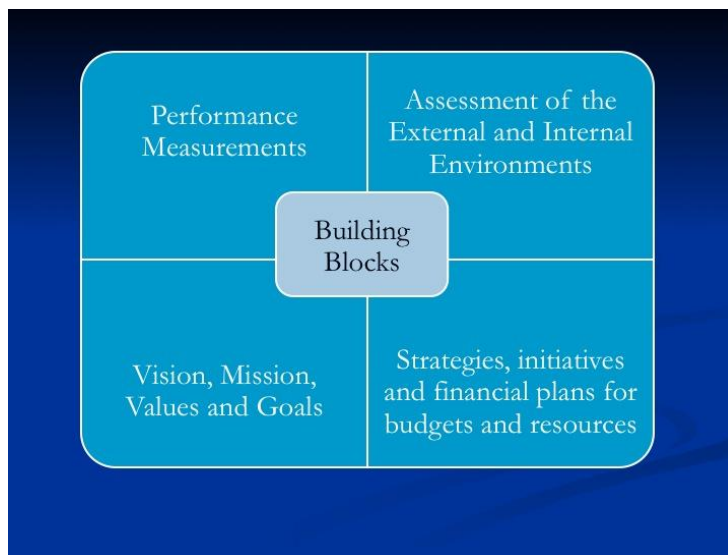 Performance
Measurements
Assessment of the
External and Internal
Environments
Building
Blocks
Vision, Mission,
Values and Goals
Strategies, initiatives
and financial plans for
budgets and resources